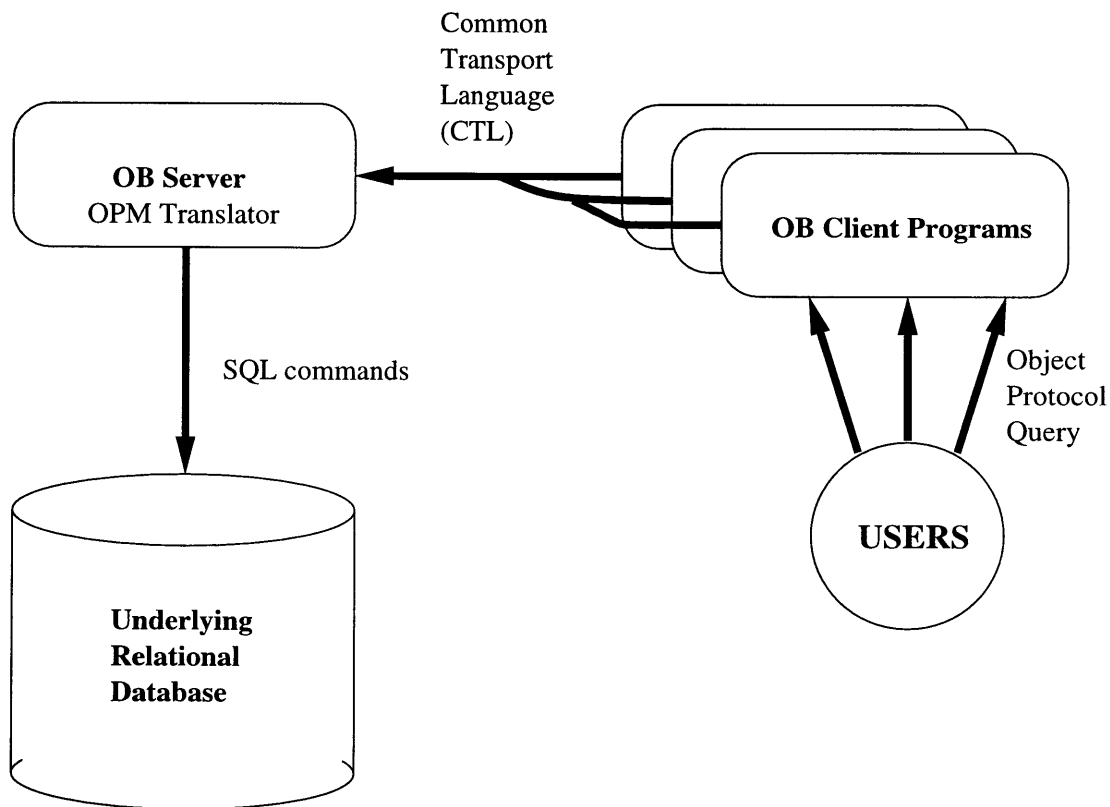 Common
Transport
Language
(CTL)
OB Server
OPM Translator
OB Client Programs
SQL commands
Object
Protocol
Query
USERS
Underlying
Relational
Database